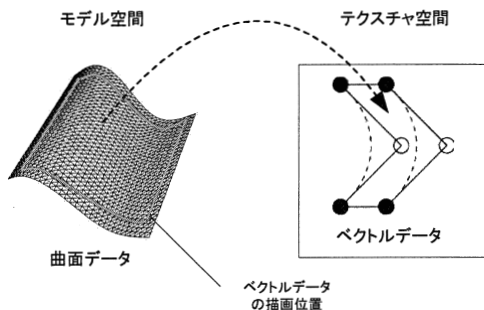 モデル空間
テクスチャ空間
ベクトルデータ
曲面データ
ベクトルデータ
の描画位置